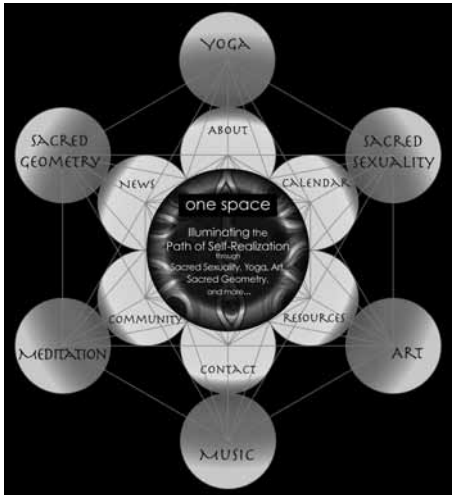 YOGA
SACRED
GEOMETRY
ABOUT
SACRED
SEXUALITY
NEWS
CALENDAR
one space
Illuminating the
Path of Self-Realization
through
Sacred Sexuality, Yoga, Art,
Sacred Geometry,
and more...
COMMUNITY
RESOURCES
MEDITATION
CONTACT
ART
MUSIC